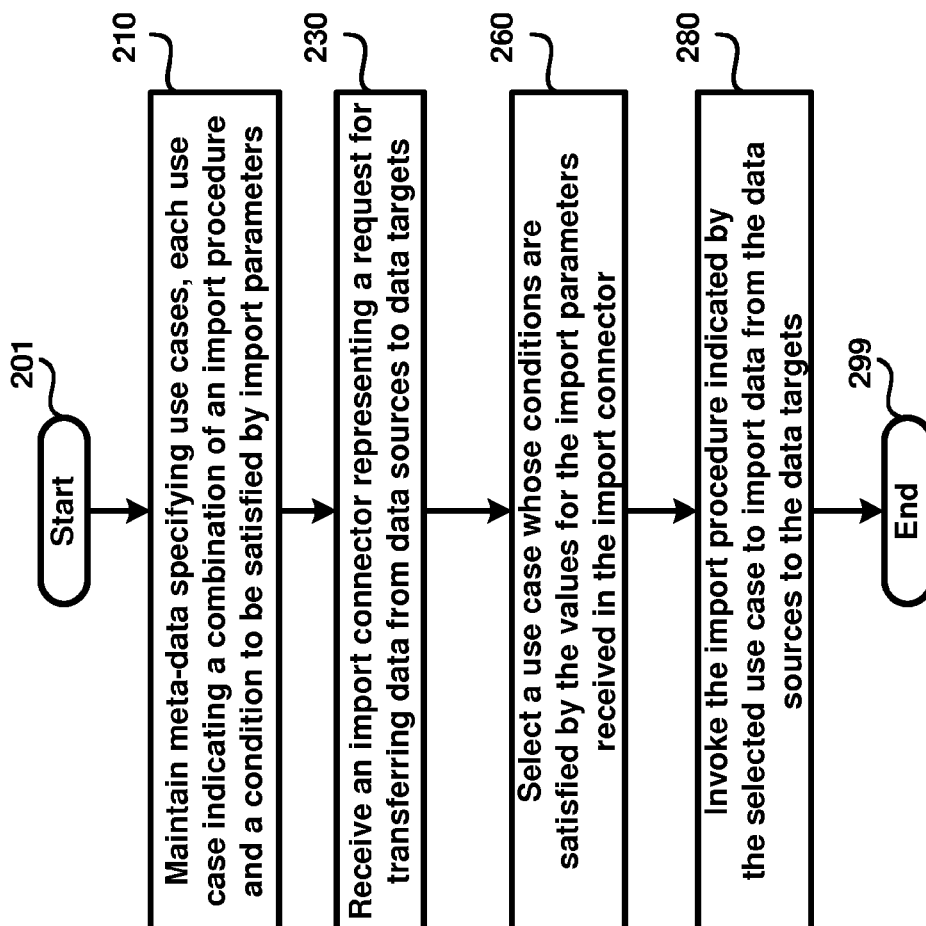 201
Start
210
Maintain meta-data specifying use cases, each use
case indicating a combination of an import procedure
and a condition to be satisfied by import parameters
230
Receive an import connector representing a request for
transferring data from data sources to data targets
260
Select a use case whose conditions are
satisfied by the values for the import parameters
received in the import connector
280
Invoke the import procedure indicated by
the selected use case to import data from the data
sources to the data targets
299
End